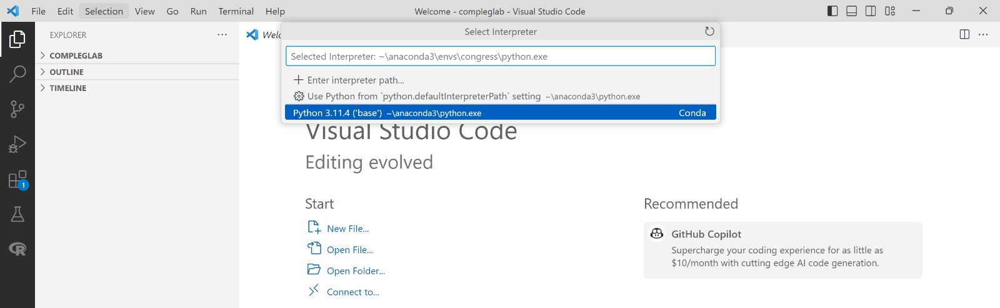 File Edit Selection View Go Run Terminal Help
Welcome - compleglab - Visual Studio Code
EXPLORER
COMPLEGLAB
OUTLINE
TIMELINE
Select Interpreter
Selected Interpreter: ~\anaconda3\envs\congress\python.exe
Enter interpreter path...
Use Python from `python.defaultInterpreterPath` setting ~\anaconda3\python.exe
Python 3.11.4 ('base') ~\anaconda3\python.exe Conda
Visual Studio Code
Editing evolved
Start
New File...
Open File...
Open Folder...
Connect to...
Recommended
GitHub Copilot
Supercharge your coding experience for as little as
$10/month with cutting edge AI code generation.
1
R